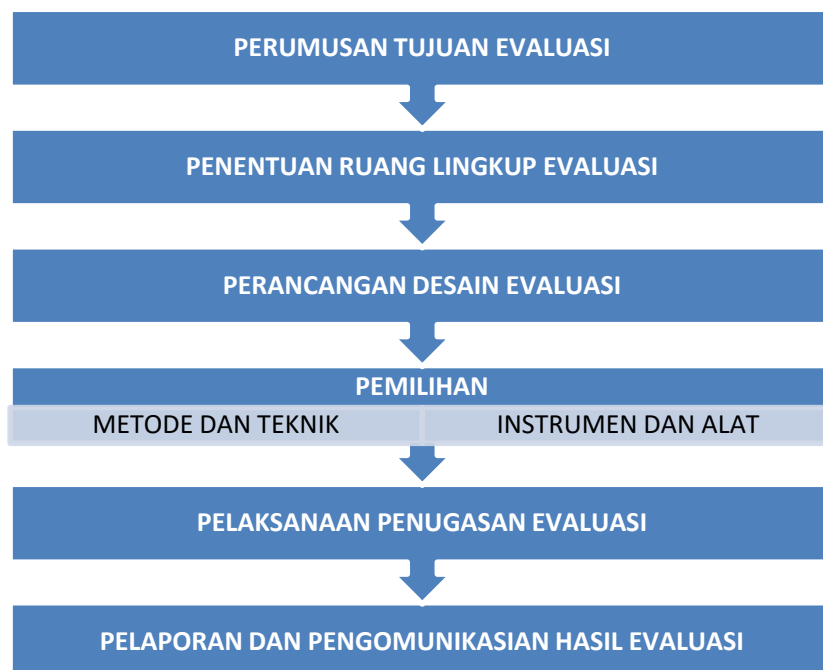 PERUMUSAN TUJUAN EVALUASI
PENENTUAN RUANG LINGKUP EVALUASI
PERANCANGAN DESAIN EVALUASI
PEMILIHAN
METODE DAN TEKNIK
INSTRUMEN DAN ALAT
PELAKSANAAN PENUGASAN EVALUASI
PELAPORAN DAN PENGOMUNIKASIAN HASIL EVALUASI